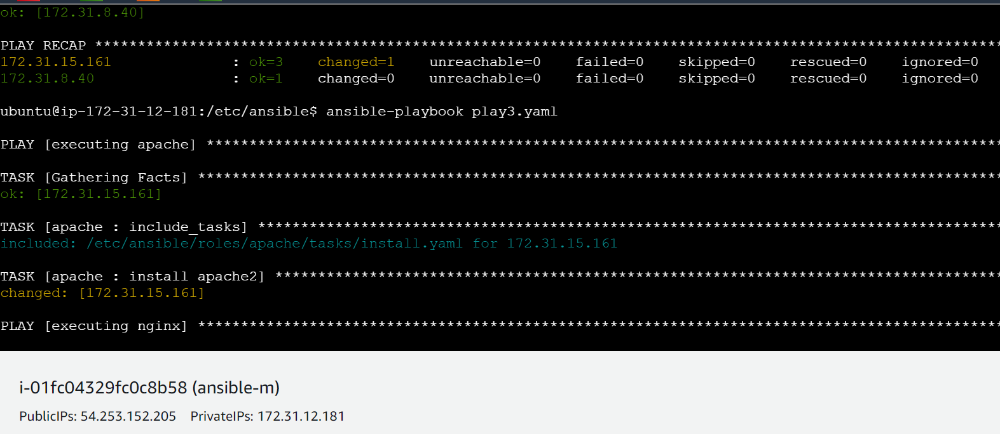 ok: [172.31.8.40]
PLAY RECAP *********************************************************************************************************
172.31.15.161 : ok=3 changed=1 unreachable=0 failed=0 skipped=0 rescued=0 ignored=0
172.31.8.40 : ok=1 changed=0 unreachable=0 failed=0 skipped=0 rescued=0 ignored=0
ubuntu@ip-172-31-12-181:/etc/ansible$ ansible-playbook play3.yaml
PLAY [executing apache] ********************************************************************************************
TASK [Gathering Facts] *********************************************************************************************
ok: [172.31.15.161]
TASK [apache : include_tasks] **************************************************************************************
included: /etc/ansible/roles/apache/tasks/install.yaml for 172.31.15.161
TASK [apache : install apache2] ************************************************************************************
changed: [172.31.15.161]
PLAY [executing nginx] *********************************************************************************************
i-01fc04329fc0c8b58 (ansible-m)
PublicIPs: 54.253.152.205 PrivateIPs: 172.31.12.181